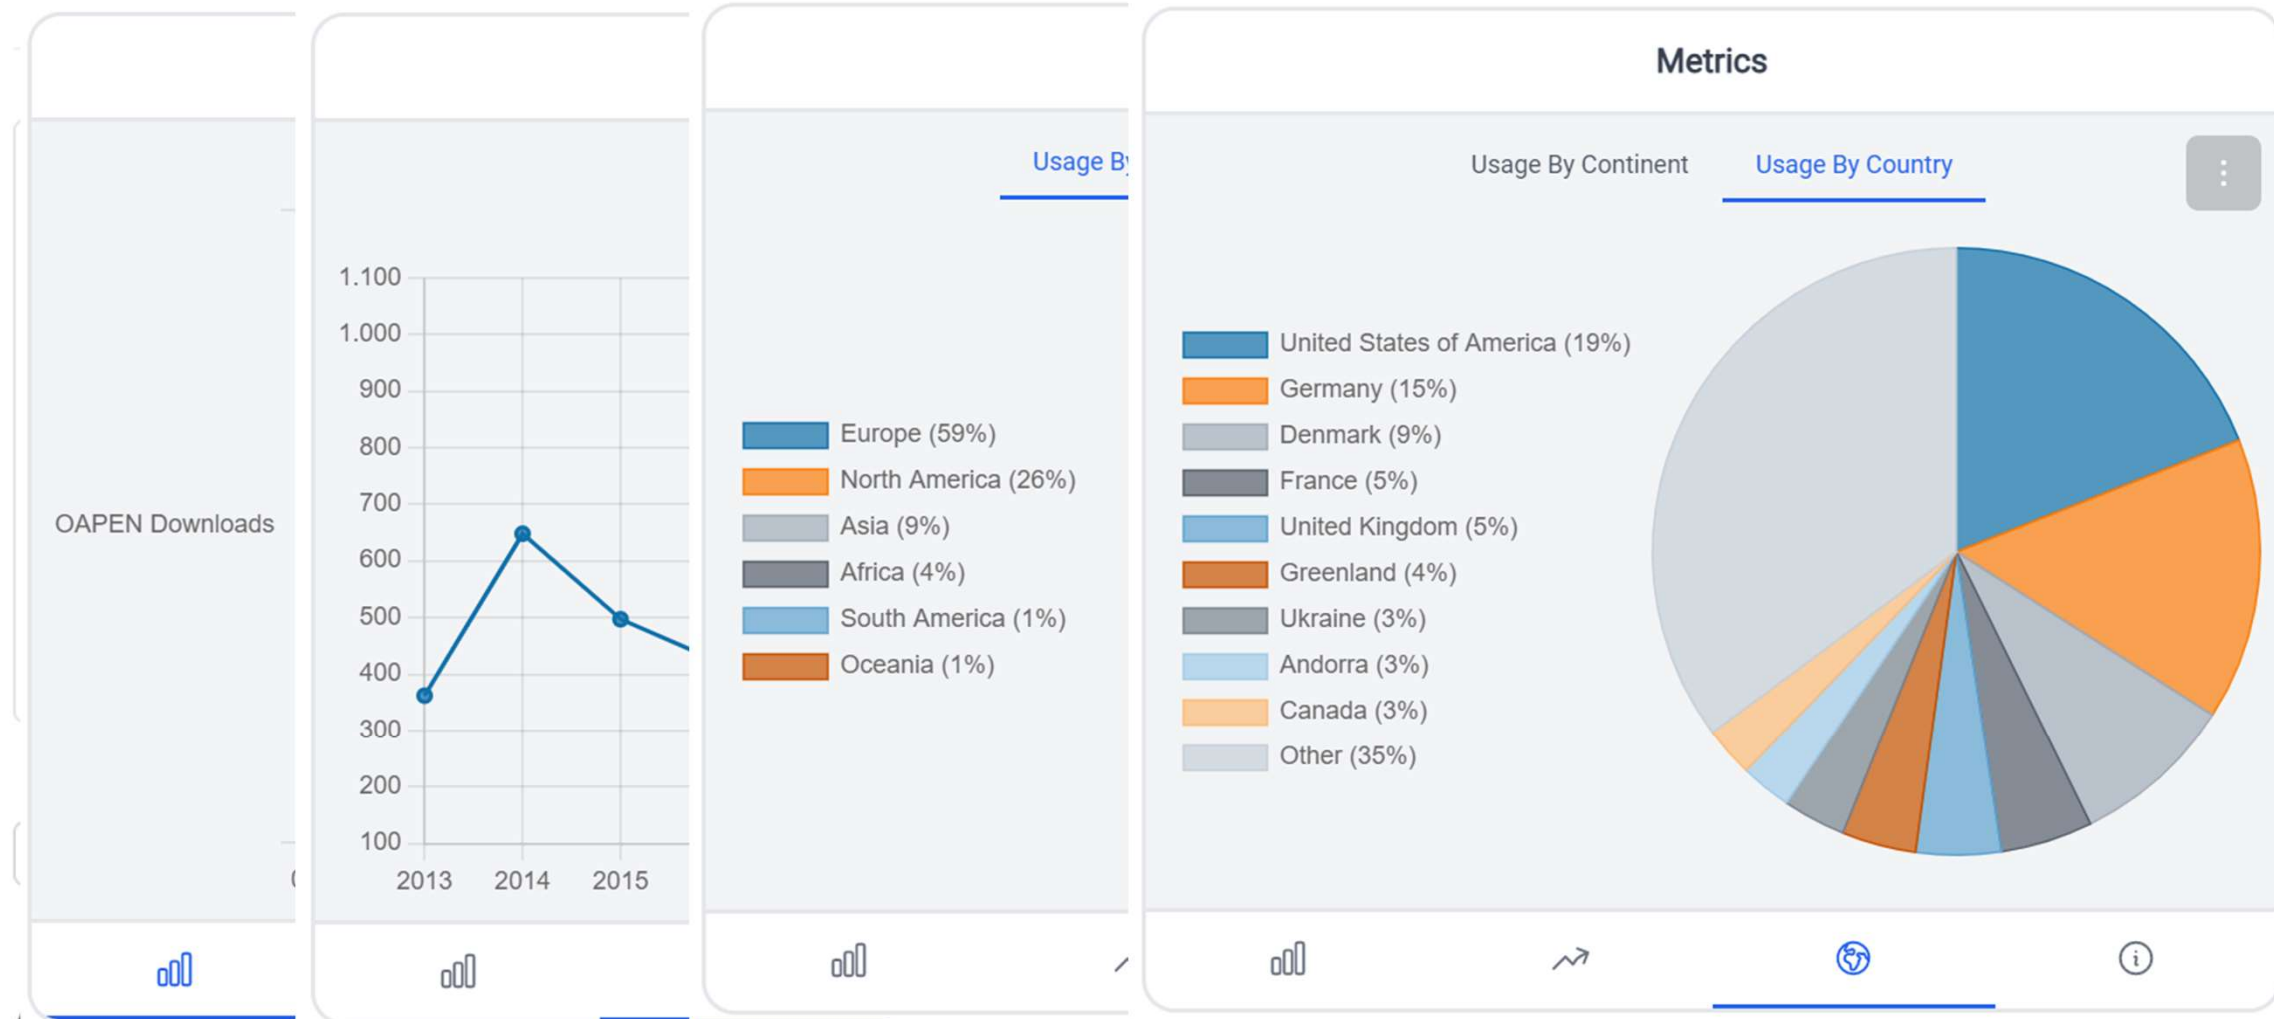 OAPEN Downloads
1.100
1.000
900
800
700
600
500
400
300
200
100
2013 2014 2015
Usage By
Europe (59%)
North America (26%)
Asia (9%)
Africa (4%)
South America (1%)
Oceania (1%)
Metrics
Usage By Continent Usage By Country
United States of America (19%)
Germany (15%)
Denmark (9%)
France (5%)
United Kingdom (5%)
Greenland (4%)
Ukraine (3%)
Andorra (3%)
Canada (3%)
Other (35%)